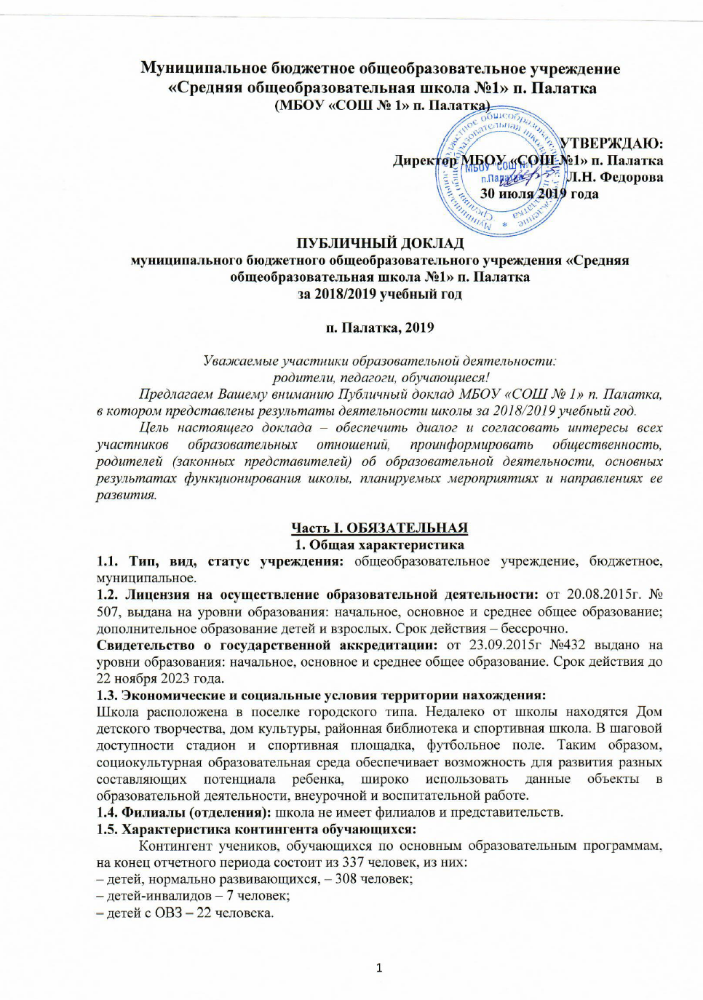 Муниципальное бюджетное общеобразовательное учреждение
«Средняя общеобразовательная школа №1» п. Палатка
(МБОУ «СОШ № 1» п. Палатка)
УТВЕРЖДАЮ:
Директор МБОУ «СОШ №1» п. Палатка
Л.Н. Федорова
30 июля 2019 года
МБОУ "СОШ №1"
п.Палатка
ПУБЛИЧНЫЙ ДОКЛАД
муниципального бюджетного общеобразовательного учреждения «Средняя
общеобразовательная школа №1» п. Палатка
за 2018/2019 учебный год
п. Палатка, 2019
Уважаемые участники образовательной деятельности:
родители, педагоги, обучающиеся!
Предлагаем Вашему вниманию Публичный доклад МБОУ «СОШ № 1» п. Палатка,
в котором представлены результаты деятельности школы за 2018/2019 учебный год.
Цель настоящего доклада – обеспечить диалог и согласовать интересы всех
участников образовательных отношений, проинформировать общественность,
родителей (законных представителей) об образовательной деятельности, основных
результатах функционирования школы, планируемых мероприятиях и направлениях ее
развития.
Часть I. ОБЯЗАТЕЛЬНАЯ
1. Общая характеристика
1.1. Тип, вид, статус учреждения: общеобразовательное учреждение, бюджетное,
муниципальное.
1.2. Лицензия на осуществление образовательной деятельности: от 20.08.2015г. №
507, выдана на уровни образования: начальное, основное и среднее общее образование;
дополнительное образование детей и взрослых. Срок действия – бессрочно.
Свидетельство о государственной аккредитации: от 23.09.2015г №432 выдано на
уровни образования: начальное, основное и среднее общее образование. Срок действия до
22 ноября 2023 года.
1.3. Экономические и социальные условия территории нахождения:
Школа расположена в поселке городского типа. Недалеко от школы находятся Дом
детского творчества, дом культуры, районная библиотека и спортивная школа. В шаговой
доступности стадион и спортивная площадка, футбольное поле. Таким образом,
социокультурная образовательная среда обеспечивает возможность для развития разных
составляющих потенциала ребенка, широко использовать данные объекты в
образовательной деятельности, внеурочной и воспитательной работе.
1.4. Филиалы (отделения): школа не имеет филиалов и представительств.
1.5. Характеристика контингента обучающихся:
Контингент учеников, обучающихся по основным образовательным программам,
на конец отчетного периода состоит из 337 человек, из них:
– детей, нормально развивающихся, – 308 человек;
– детей-инвалидов – 7 человек;
– детей с ОВЗ – 22 человека.
1